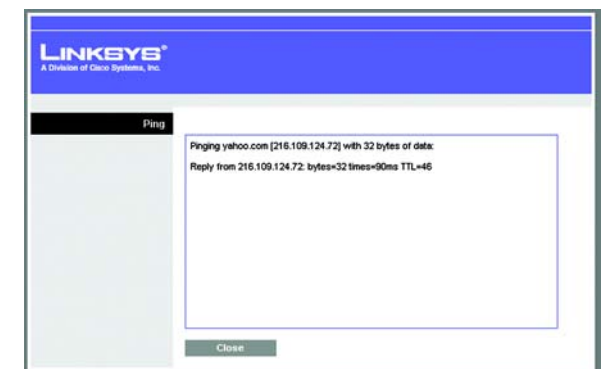 LINKSYS®
A Division of Cisco Systems, Inc.
Ping
Pinging yahoo.com [216.109.124.72] with 32 bytes of data:
Reply from 216.109.124.72: bytes=32 times=90ms TTL=46
Close